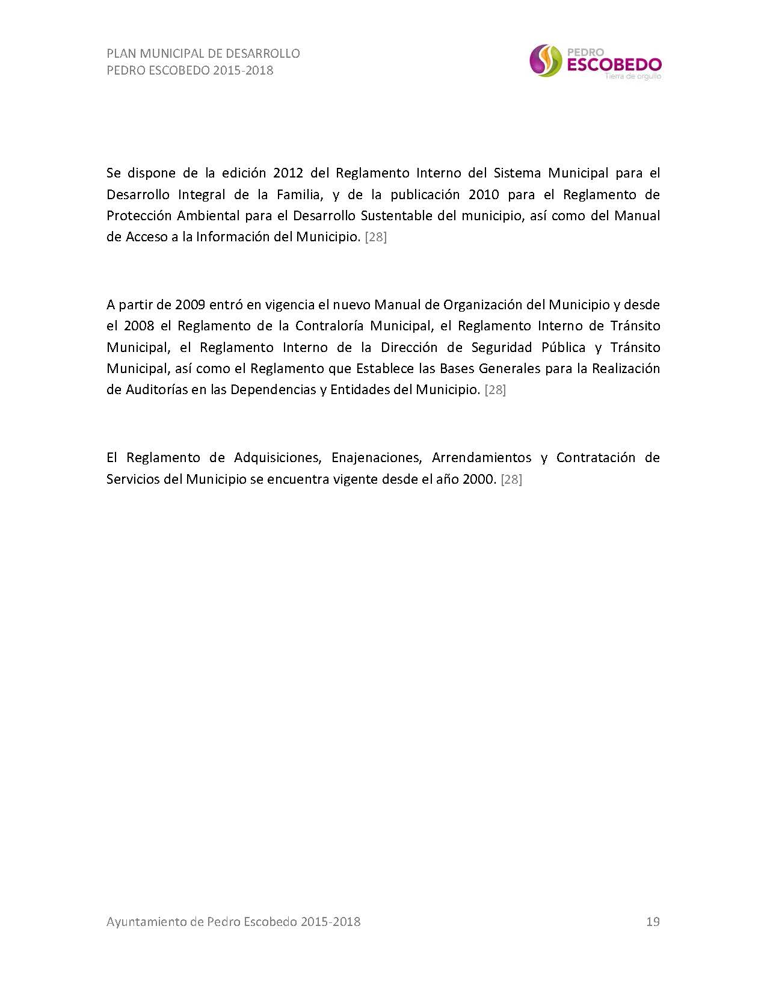 PLAN MUNICIPAL DE DESARROLLO
PEDRO ESCOBEDO 2015-2018
PEDRO
ESCOBEDO
Tierra de orgullo
Se dispone de la edición 2012 del Reglamento Interno del Sistema Municipal para el
Desarrollo Integral de la Familia, y de la publicación 2010 para el Reglamento de
Protección Ambiental para el Desarrollo Sustentable del municipio, así como del Manual
de Acceso a la Información del Municipio. [28]
A partir de 2009 entró en vigencia el nuevo Manual de Organización del Municipio y desde
el 2008 el Reglamento de la Contraloría Municipal, el Reglamento Interno de Tránsito
Municipal, el Reglamento Interno de la Dirección de Seguridad Pública y Tránsito
Municipal, así como el Reglamento que Establece las Bases Generales para la Realización
de Auditorías en las Dependencias y Entidades del Municipio. [28]
El Reglamento de Adquisiciones, Enajenaciones, Arrendamientos y Contratación de
Servicios del Municipio se encuentra vigente desde el año 2000. [28]
Ayuntamiento de Pedro Escobedo 2015-2018 19